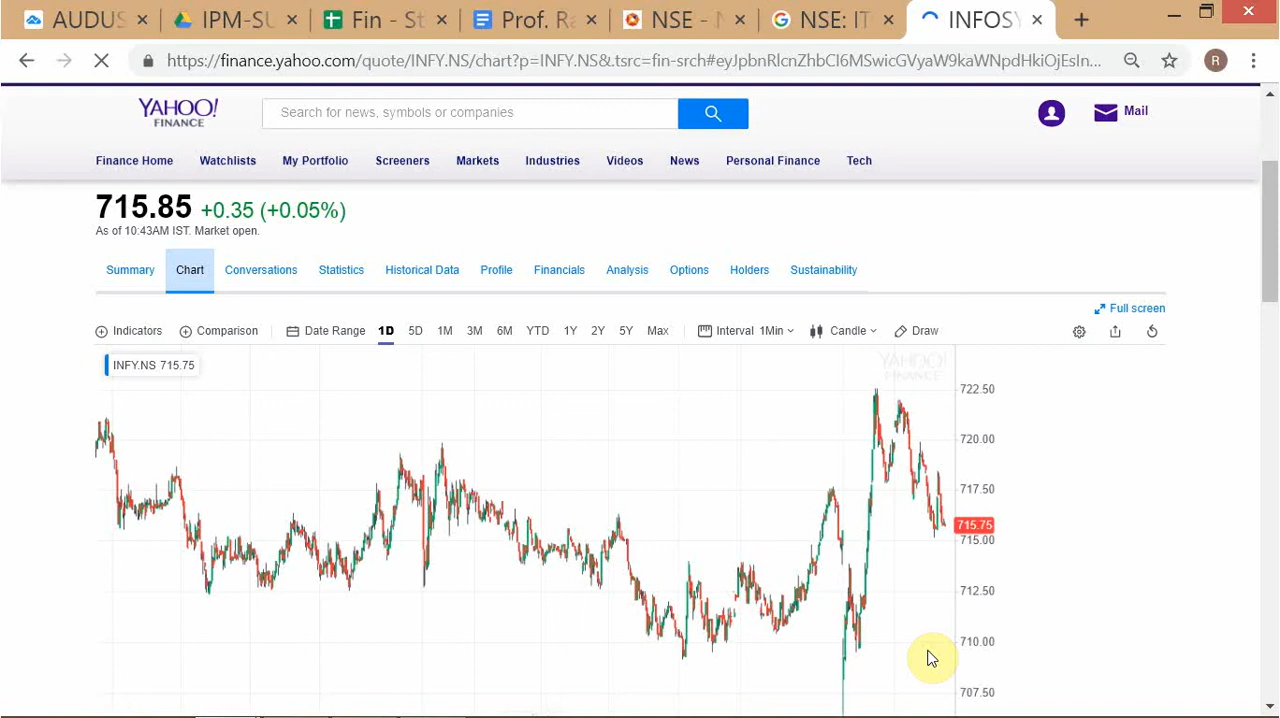 AUDUS IPM-SU Fin - St Prof. Ra NSE - N NSE: IT INFOSY
https://finance.yahoo.com/quote/INFY.NS/chart?p=INFY.NS&.tsrc=fin-srch#eyJpbnRlcnZhbCI6MSwicGVyaW9kaWNpdHkiOjEsIn... R
YAHOO!
FINANCE
Search for news, symbols or companies
Mail
Finance Home Watchlists My Portfolio Screeners Markets Industries Videos News Personal Finance Tech
715.85 +0.35 (+0.05%)
As of 10:43AM IST. Market open.
Summary Chart Conversations Statistics Historical Data Profile Financials Analysis Options Holders Sustainability
Full screen
Indicators Comparison Date Range 1D 5D 1M 3M 6M YTD 1Y 2Y 5Y Max Interval 1Min Candle Draw
INFY.NS 715.75
YAHOO!
FINANCE
722.50
720.00
717.50
715.75
715.00
712.50
710.00
707.50